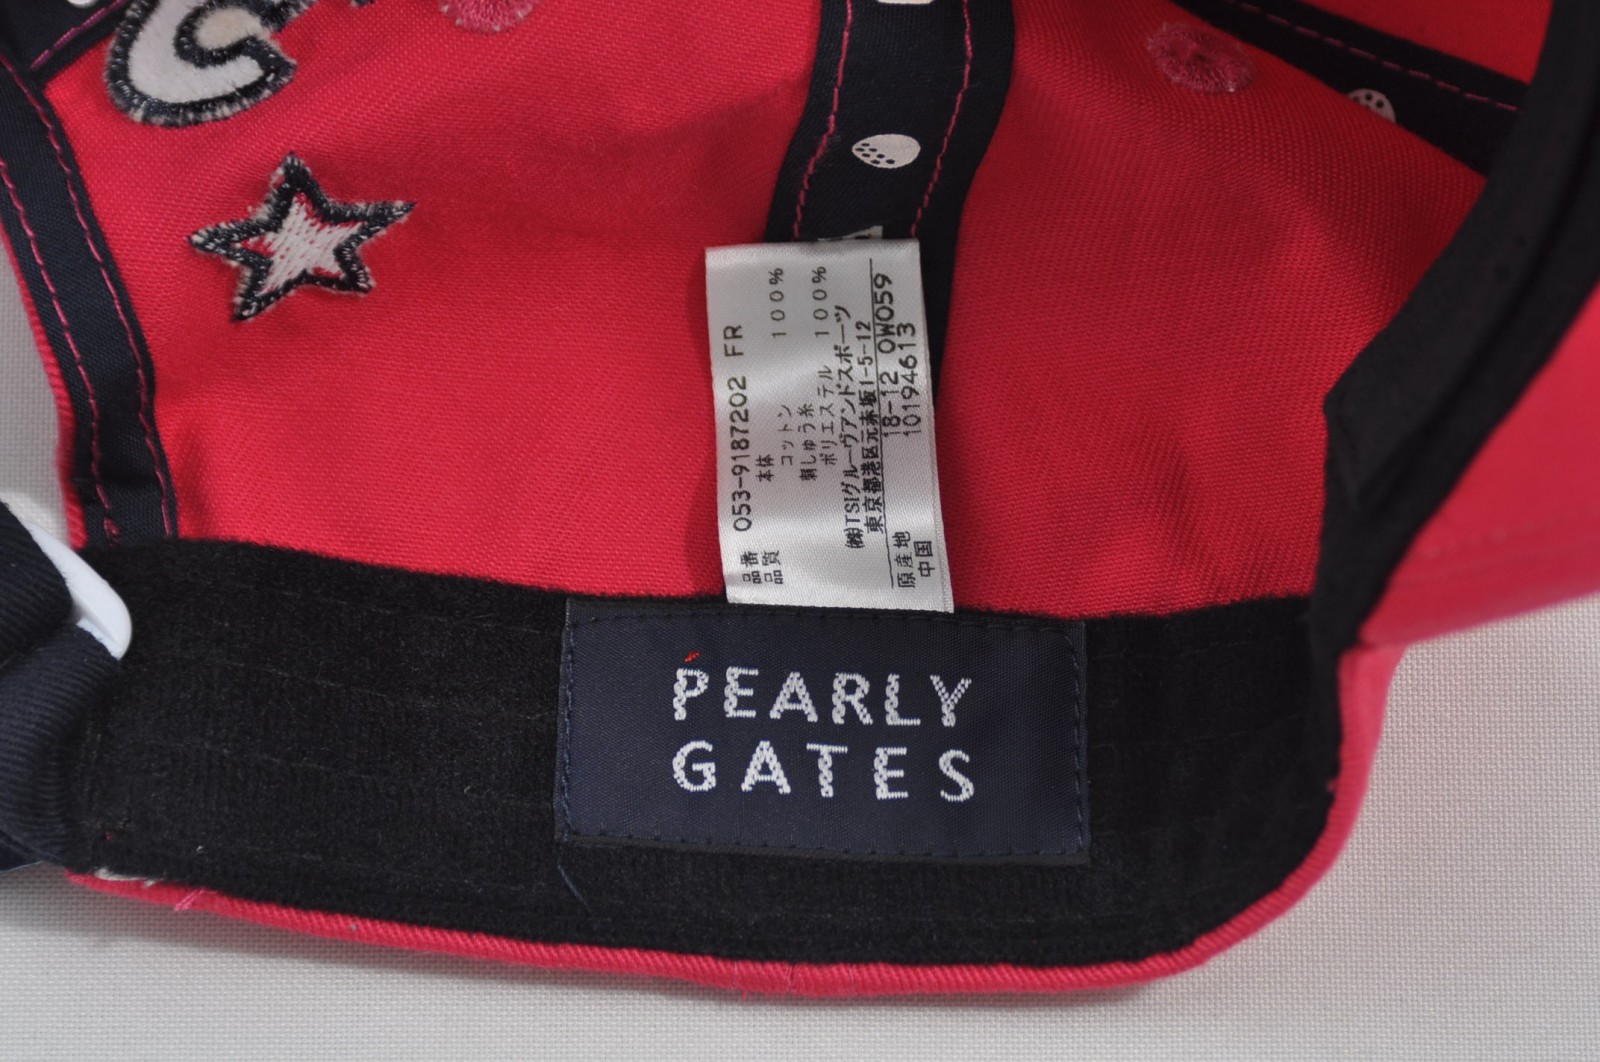 品番 053-9187202 FR
品質 本体
コットン 100%
刺しゅう糸
ポリエステル 100%
㈱TSIグルーヴアンドスポーツ
東京都港区元赤坂1-5-12
18-12 0W059
原産地 10194613
中国
PEARLY
GATES